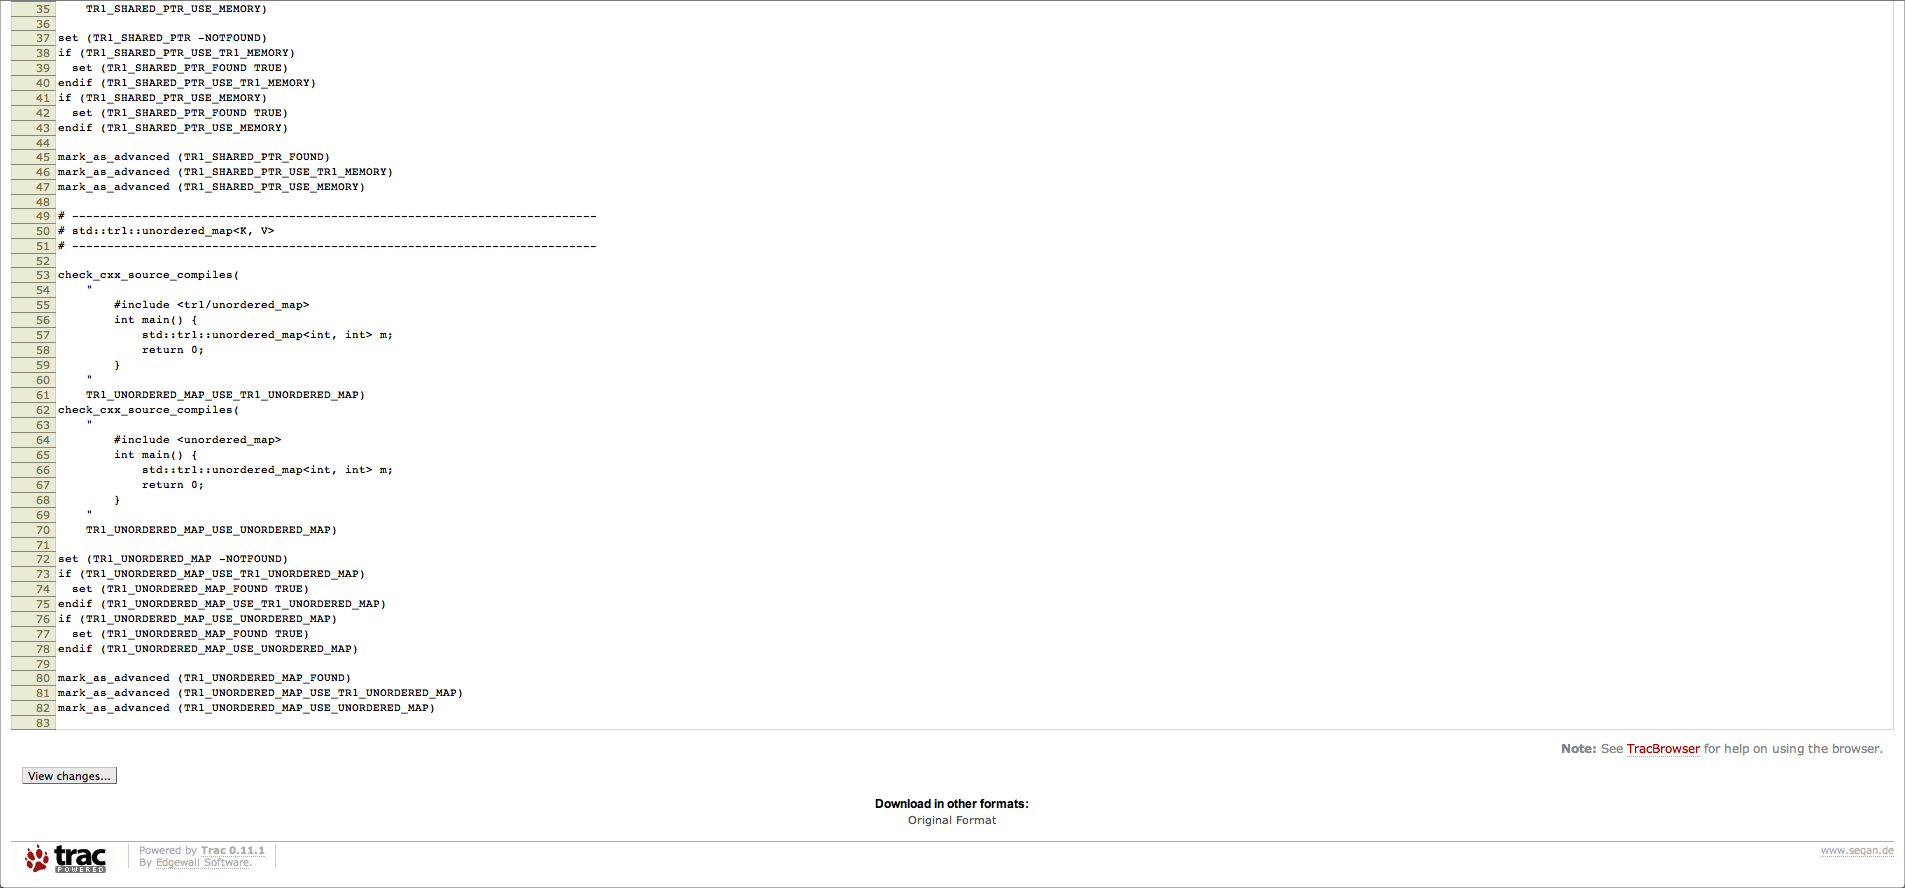 35 TR1_SHARED_PTR_USE_MEMORY)
36
37 set (TR1_SHARED_PTR -NOTFOUND)
38 if (TR1_SHARED_PTR_USE_TR1_MEMORY)
39 set (TR1_SHARED_PTR_FOUND TRUE)
40 endif (TR1_SHARED_PTR_USE_TR1_MEMORY)
41 if (TR1_SHARED_PTR_USE_MEMORY)
42 set (TR1_SHARED_PTR_FOUND TRUE)
43 endif (TR1_SHARED_PTR_USE_MEMORY)
44
45 mark_as_advanced (TR1_SHARED_PTR_FOUND)
46 mark_as_advanced (TR1_SHARED_PTR_USE_TR1_MEMORY)
47 mark_as_advanced (TR1_SHARED_PTR_USE_MEMORY)
48
49 # ---------------------------------------------------------------------------
50 # std::tr1::unordered_map<K, V>
51 # ---------------------------------------------------------------------------
52
53 check_cxx_source_compiles(
54 "
55 #include <tr1/unordered_map>
56 int main() {
57 std::tr1::unordered_map<int, int> m;
58 return 0;
59 }
60 "
61 TR1_UNORDERED_MAP_USE_TR1_UNORDERED_MAP)
62 check_cxx_source_compiles(
63 "
64 #include <unordered_map>
65 int main() {
66 std::tr1::unordered_map<int, int> m;
67 return 0;
68 }
69 "
70 TR1_UNORDERED_MAP_USE_UNORDERED_MAP)
71
72 set (TR1_UNORDERED_MAP -NOTFOUND)
73 if (TR1_UNORDERED_MAP_USE_TR1_UNORDERED_MAP)
74 set (TR1_UNORDERED_MAP_FOUND TRUE)
75 endif (TR1_UNORDERED_MAP_USE_TR1_UNORDERED_MAP)
76 if (TR1_UNORDERED_MAP_USE_UNORDERED_MAP)
77 set (TR1_UNORDERED_MAP_FOUND TRUE)
78 endif (TR1_UNORDERED_MAP_USE_UNORDERED_MAP)
79
80 mark_as_advanced (TR1_UNORDERED_MAP_FOUND)
81 mark_as_advanced (TR1_UNORDERED_MAP_USE_TR1_UNORDERED_MAP)
82 mark_as_advanced (TR1_UNORDERED_MAP_USE_UNORDERED_MAP)
83
Note: See TracBrowser for help on using the browser.
View changes...
Download in other formats:
Original Format
trac
POWERED
Powered by Trac 0.11.1
By Edgewall Software.
www.seqan.de